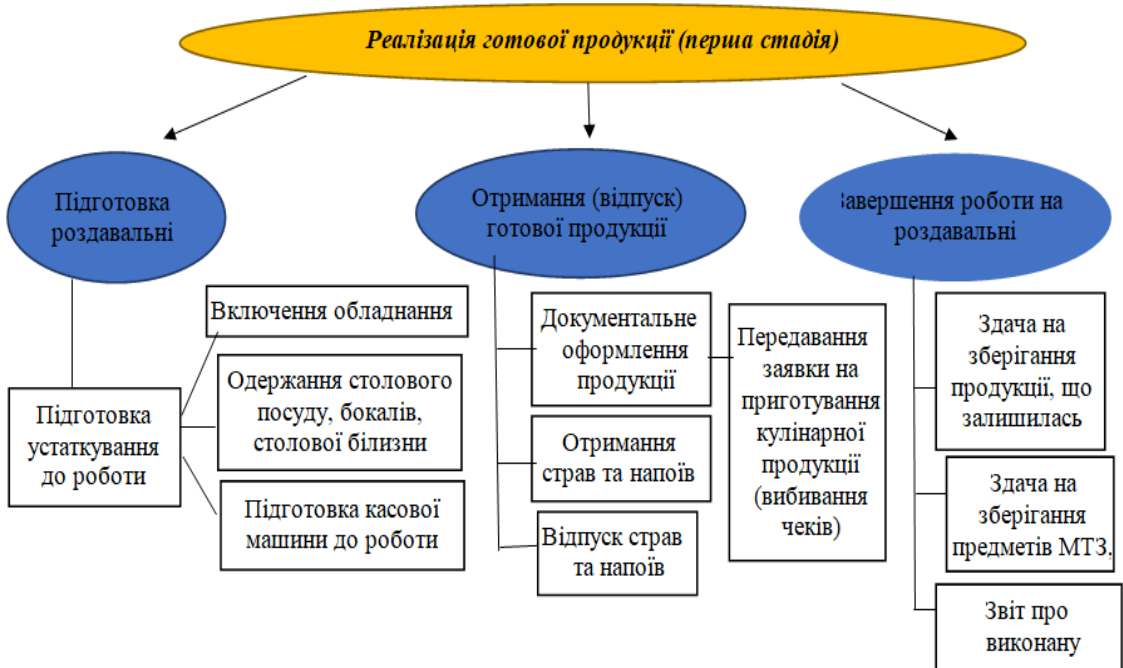 Реалізація готової продукції (перша стадія)
Підготовка
роздавальні
Отримання (відпуск)
готової продукції
Завершення роботи на
роздавальні
Включення обладнання
Одержання столового
посуду, бокалів,
столової білизни
Підготовка
устаткування
до роботи
Підготовка касової
машини до роботи
Документальне
оформлення
продукції
Отримання
страв та напоїв
Відпуск страв
та напоїв
Передавання
заявки на
приготування
кулінарної
продукції
(вибивання
чеків)
Здача на
зберігання
продукції, що
залишилась
Здача на
зберігання
предметів МТЗ,
Звіт про
виконану